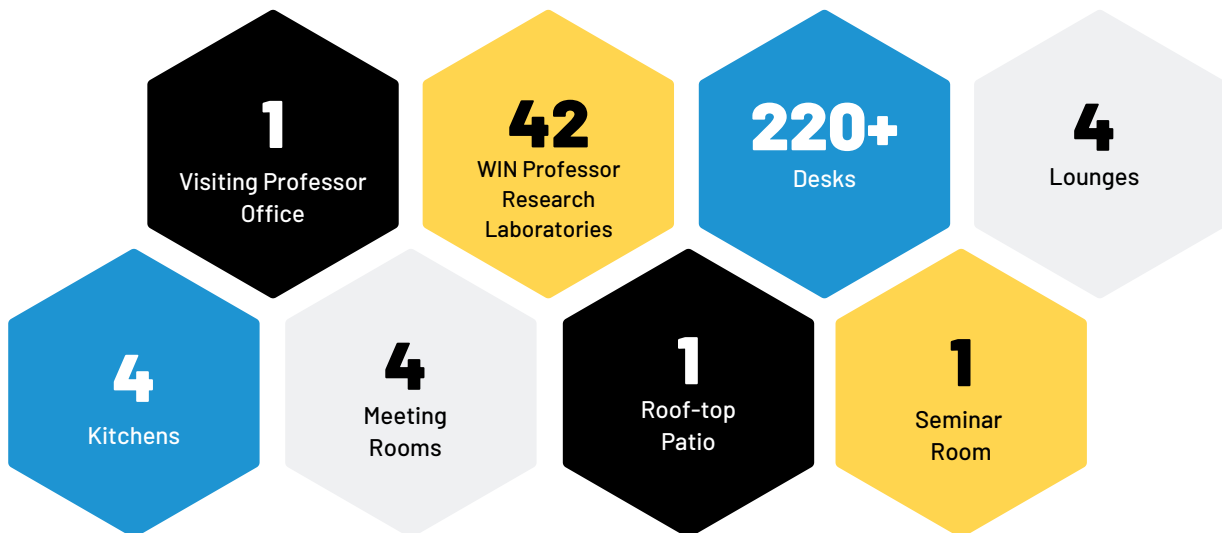 1
Visiting Professor
Office
42
WIN Professor
Research
Laboratories
220+
Desks
4
Lounges
4
Kitchens
4
Meeting
Rooms
1
Roof-top
Patio
1
Seminar
Room